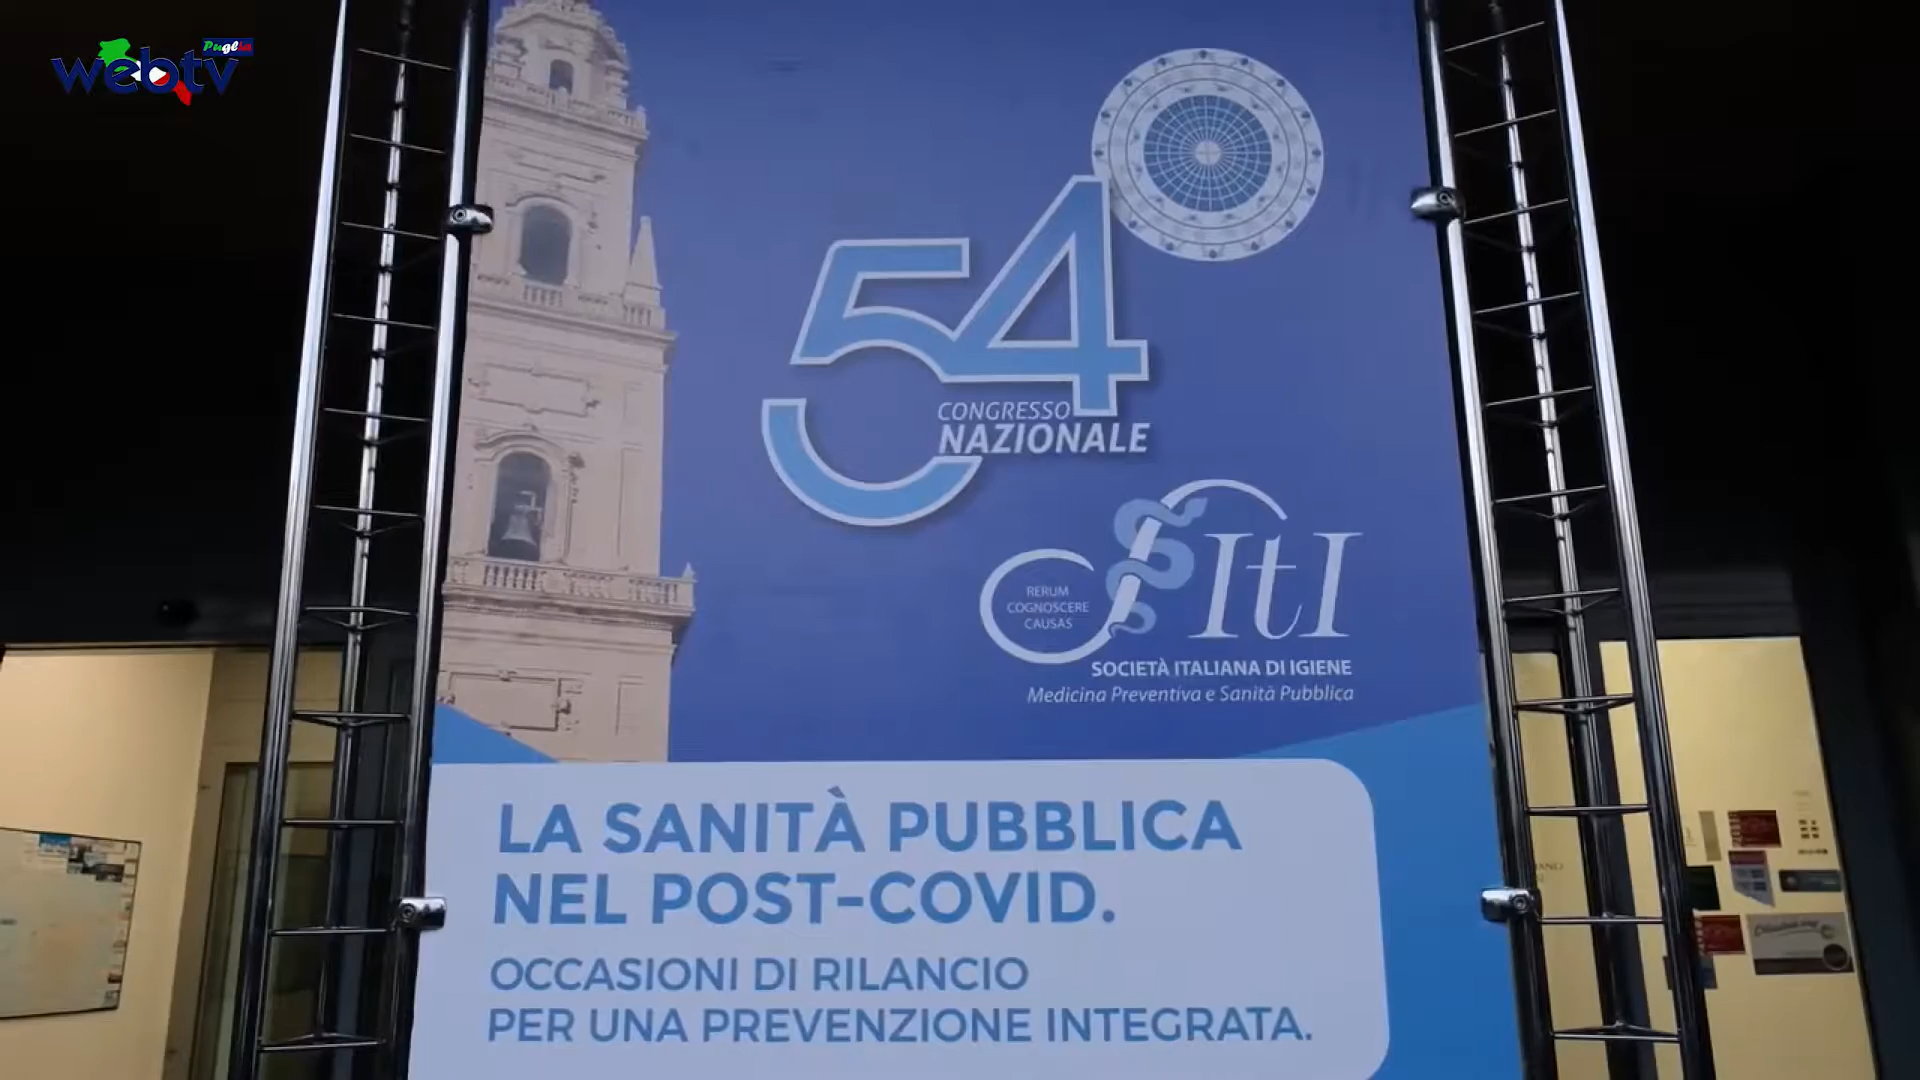 Puglia
webtv
54
CONGRESSO
NAZIONALE
RERUM
COGNOSCERE
CAUSAS
SItI
SOCIETÀ ITALIANA DI IGIENE
Medicina Preventiva e Sanità Pubblica
LA SANITÀ PUBBLICA
NEL POST-COVID.
OCCASIONI DI RILANCIO
PER UNA PREVENZIONE INTEGRATA.